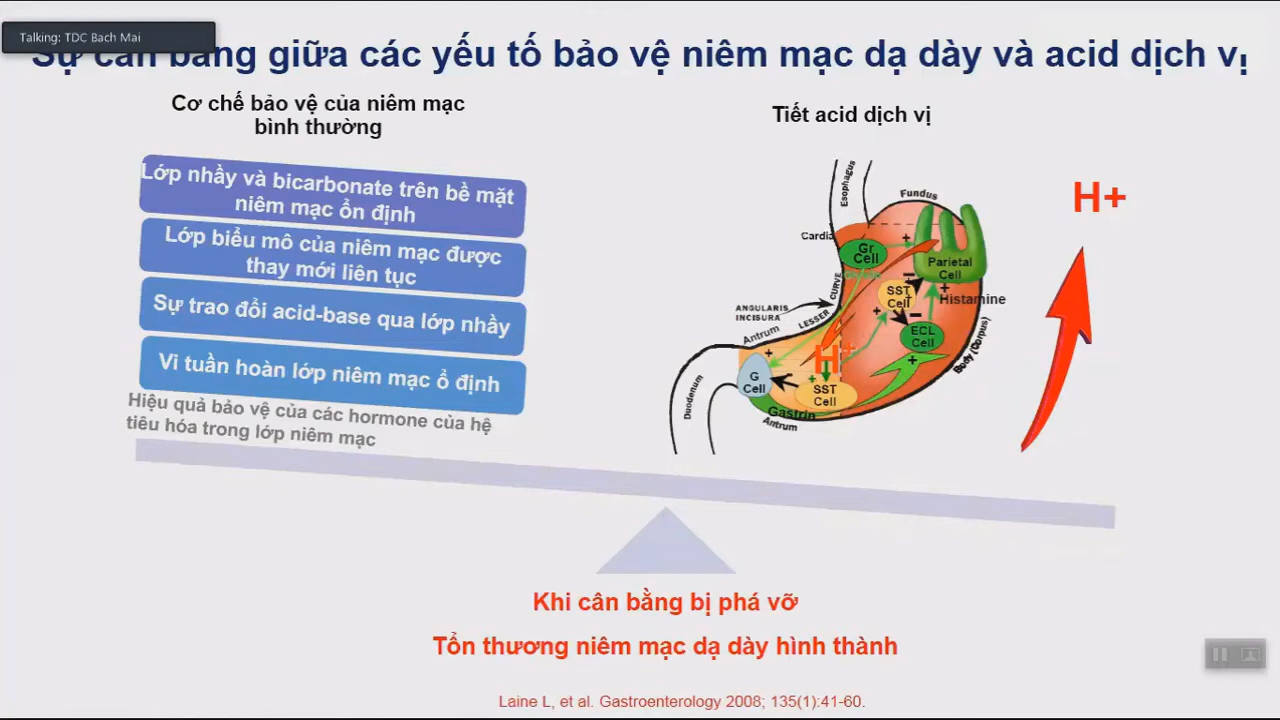 Talking: TDC Bach Mai
Sự cân bằng giữa các yếu tố bảo vệ niêm mạc dạ dày và acid dịch vị
Cơ chế bảo vệ của niêm mạc
bình thường
Lớp nhầy và bicarbonate trên bề mặt
niêm mạc ổn định
Lớp biểu mô của niêm mạc được
thay mới liên tục
Sự trao đổi acid-base qua lớp nhầy
Vi tuần hoàn lớp niêm mạc ổ định
Hiệu quả bảo vệ của các hormone của hệ
tiêu hóa trong lớp niêm mạc
Tiết acid dịch vị
Esophagus
Fundus
Cardia
Gr
Cell
+
Parietal
Cell
SST
Cell
+
Histamine
CURVE
LESSER
ANGULARIS
INCISURA
Antrum
ECL
Cell
+
Body (Corpus)
H+
G
Cell
+
SST
Cell
Gastrin
Antrum
Duodenum
H+
Khi cân bằng bị phá vỡ
Tổn thương niêm mạc dạ dày hình thành
Laine L, et al. Gastroenterology 2008; 135(1):41-60.